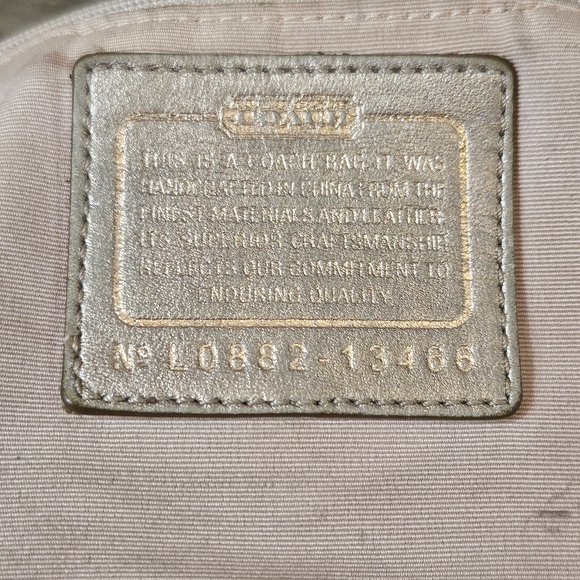 COACH
THIS IS A COACH BAG. IT WAS
HANDCRAFTED IN CHINA FROM THE
FINEST MATERIALS AND LEATHER.
ITS SUPERIOR CRAFTSMANSHIP
REFLECTS OUR COMMITMENT TO
ENDURING QUALITY.
Nº L0882-13466